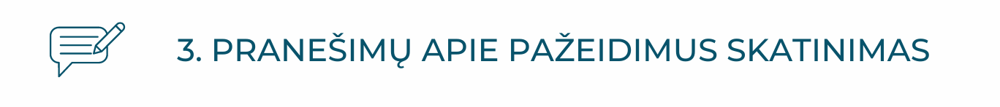 3. PRANEŠIMŲ APIE PAŽEIDIMUS SKATINIMAS